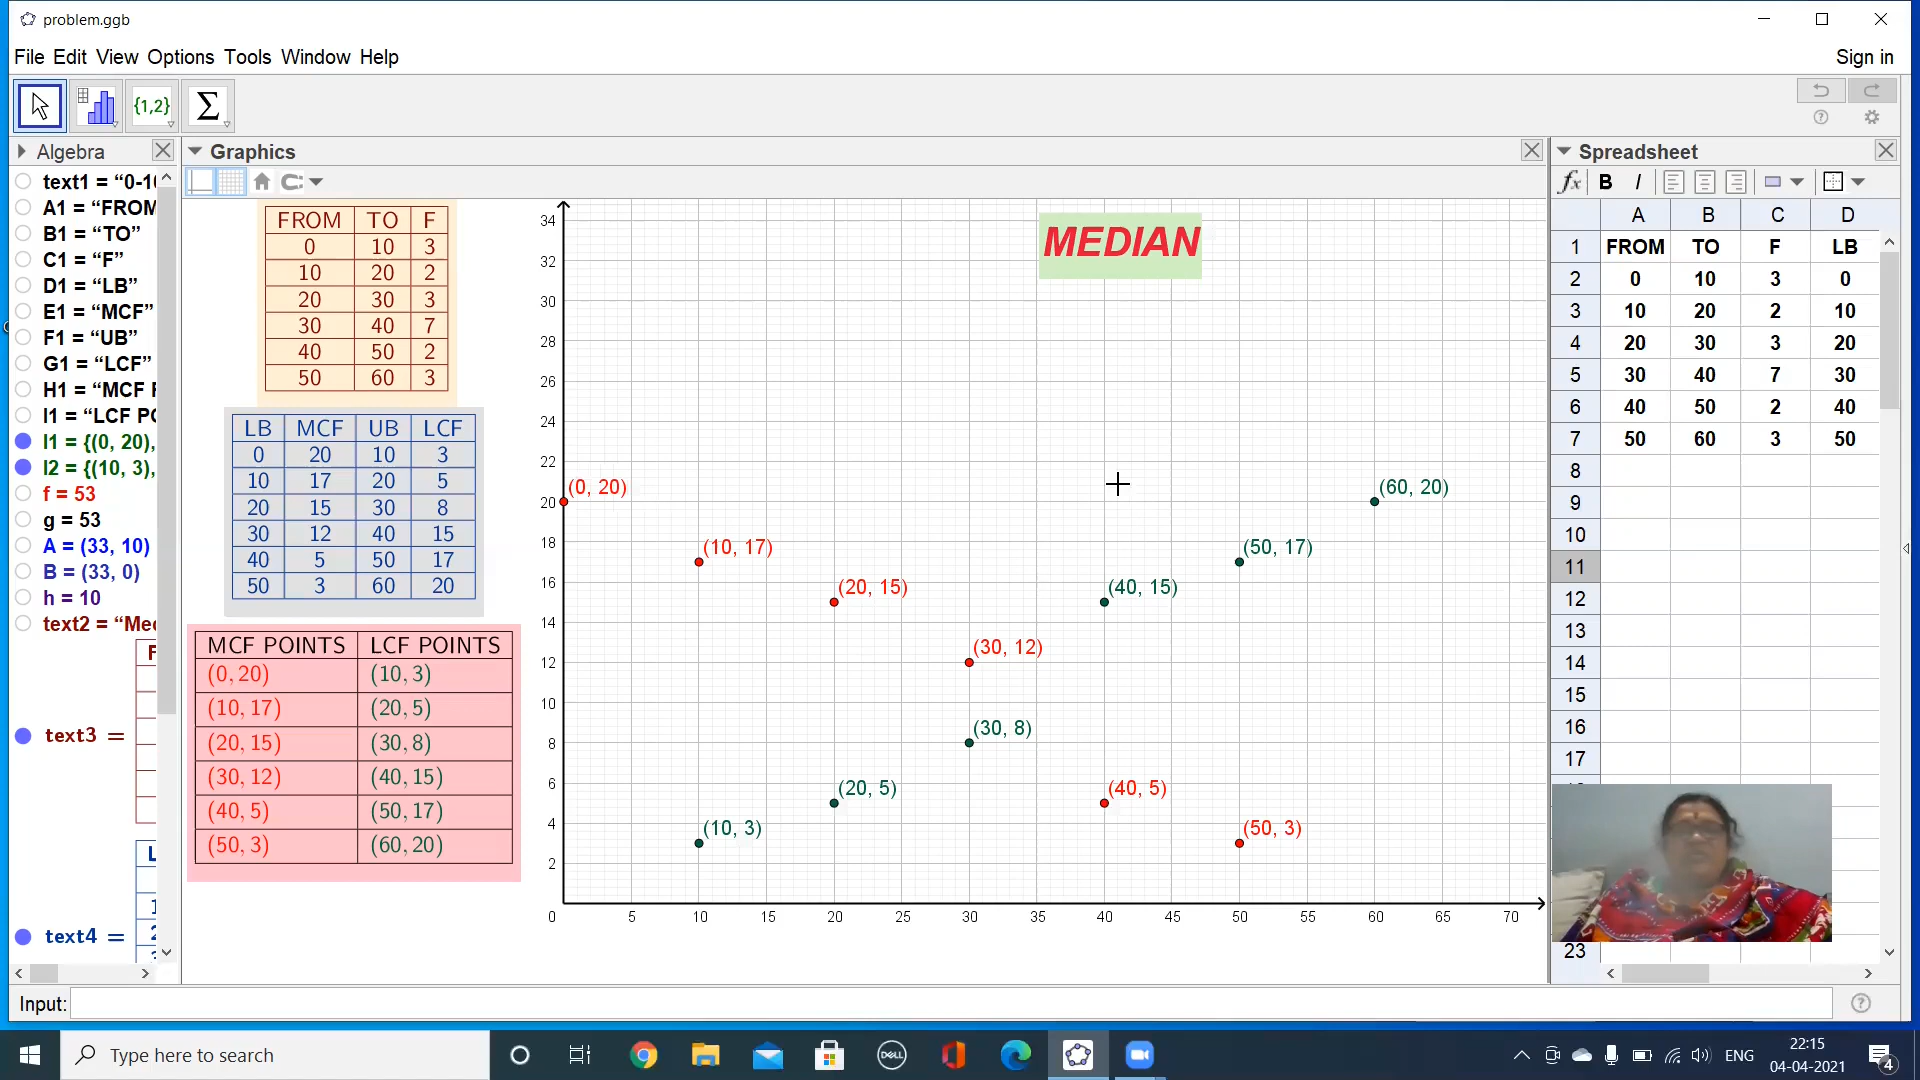 problem.ggb
File Edit View Options Tools Window Help
Sign in
{1,2}
Σ
Algebra
Graphics
Spreadsheet
text1 = “0-10
A1 = “FROM
B1 = “TO”
C1 = “F”
D1 = “LB”
E1 = “MCF”
F1 = “UB”
G1 = “LCF”
H1 = “MCF P
I1 = “LCF PO
l1 = {(0, 20),
l2 = {(10, 3),
f = 53
g = 53
A = (33, 10)
B = (33, 0)
h = 10
text2 = “Med
text3 =
F
text4 =
L
1
2
FROM TO F
0 10 3
10 20 2
20 30 3
30 40 7
40 50 2
50 60 3
LB MCF UB LCF
0 20 10 3
10 17 20 5
20 15 30 8
30 12 40 15
40 5 50 17
50 3 60 20
MCF POINTS LCF POINTS
(0, 20) (10, 3)
(10, 17) (20, 5)
(20, 15) (30, 8)
(30, 12) (40, 15)
(40, 5) (50, 17)
(50, 3) (60, 20)
MEDIAN
34
32
30
28
26
24
22
20
18
16
14
12
10
8
6
4
2
0 5 10 15 20 25 30 35 40 45 50 55 60 65 70
(0, 20)
(60, 20)
(10, 17)
(50, 17)
(20, 15)
(40, 15)
(30, 12)
(30, 8)
(20, 5)
(40, 5)
(10, 3)
(50, 3)
fx B I
A B C D
1 FROM TO F LB
2 0 10 3 0
3 10 20 2 10
4 20 30 3 20
5 30 40 7 30
6 40 50 2 40
7 50 60 3 50
8
9
10
11
12
13
14
15
16
17
23
Input:
Type here to search
DELL
ENG
22:15
04-04-2021
4